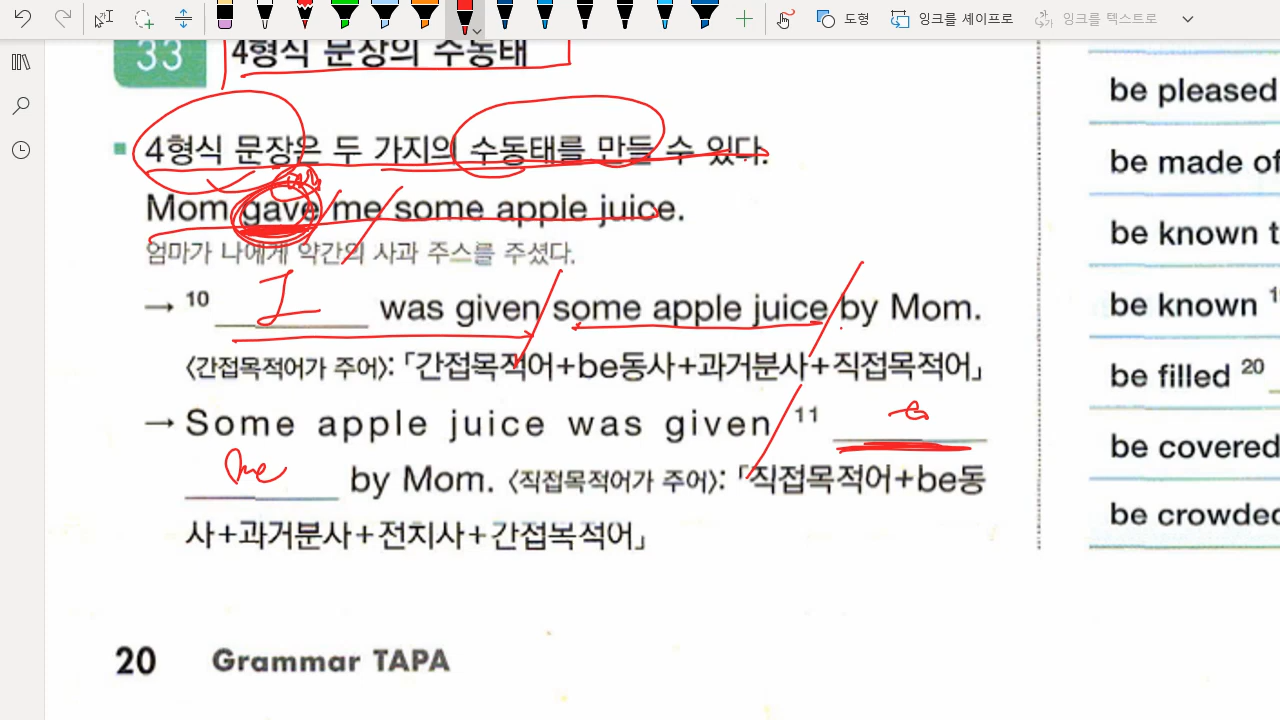 도형
잉크를 셰이프로
잉크를 텍스트로
33 4형식 문장의 수동태
4형식 문장은 두 가지의 수동태를 만들 수 있다.
Mom gave me some apple juice.
엄마가 나에게 약간의 사과 주스를 주셨다.
→ 10 I was given some apple juice by Mom.
〈간접목적어가 주어〉: 「간접목적어+be동사+과거분사+직접목적어」
→ Some apple juice was given 11
me by Mom. 〈직접목적어가 주어〉: 「직접목적어+be동
사+과거분사+전치사+간접목적어」
20 Grammar TAPA
be pleased
be made of
be known t
be known 1
be filled 20
be covered
be crowded